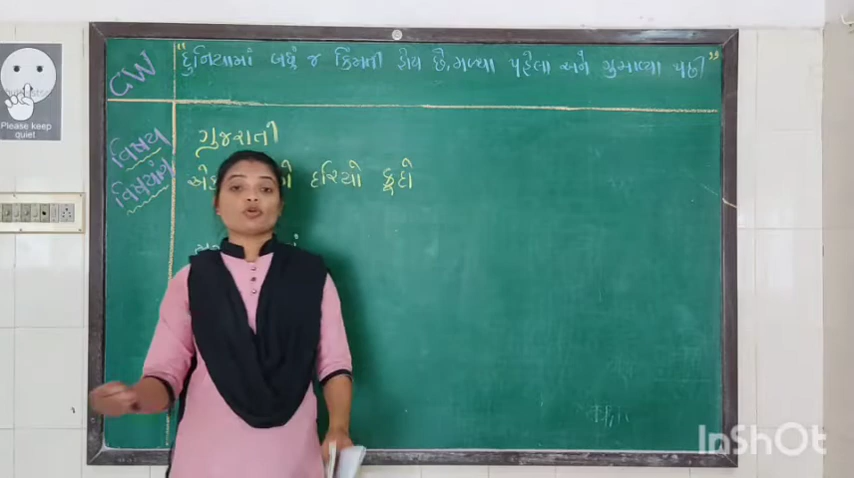 Please keep
quiet
CW
"દુનિયામાં બધું જ કિંમતી હોય છે,મળ્યા પહેલા અને ગુમાવ્યા પછી"
વિષય
ગુજરાતી
વિષયાંગ
દરિયો કૂદો
InShOt